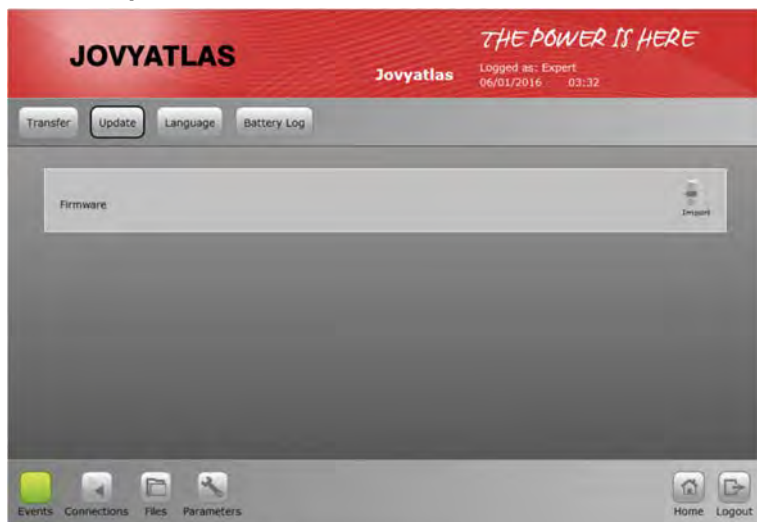 JOVYATLAS
THE POWER IS HERE
Jovyatlas
Logged as: Expert
06/01/2016 03:32
Transfer Update Language Battery Log
Firmware
Import
Events Connections Files Parameters Home Logout